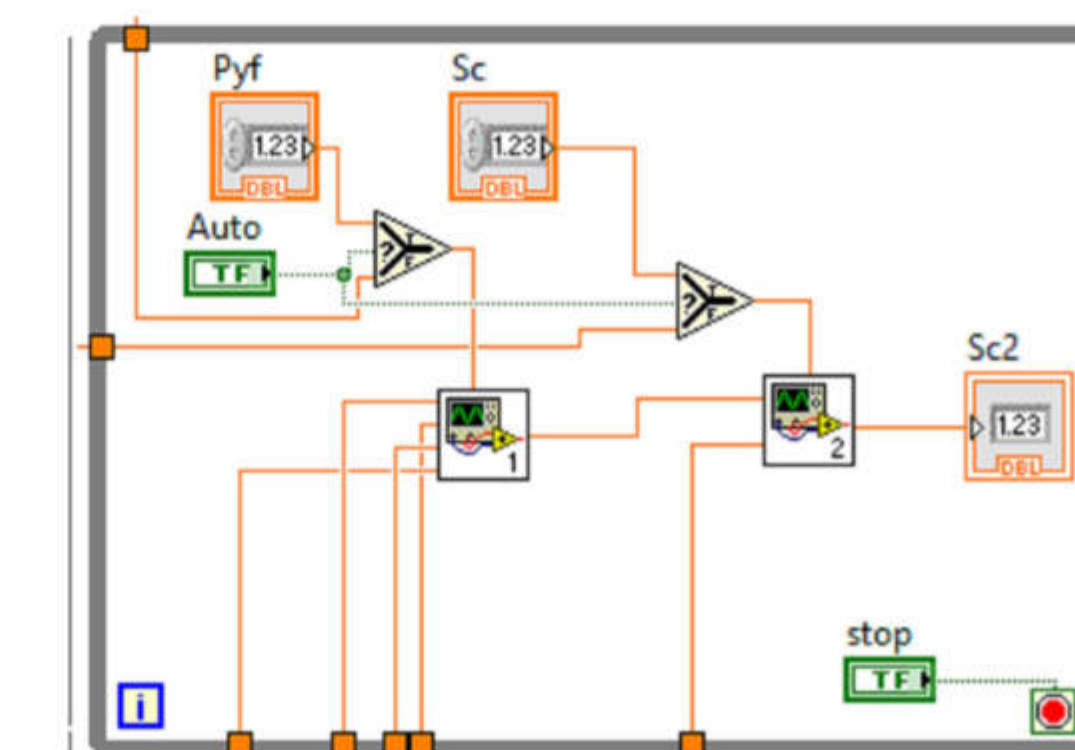 Pyf
Sc
1.23
1.23
DBL
DBL
Auto
TF
?
T
F
?
T
F
Sc2
1.23
1
2
DBL
stop
TF
i